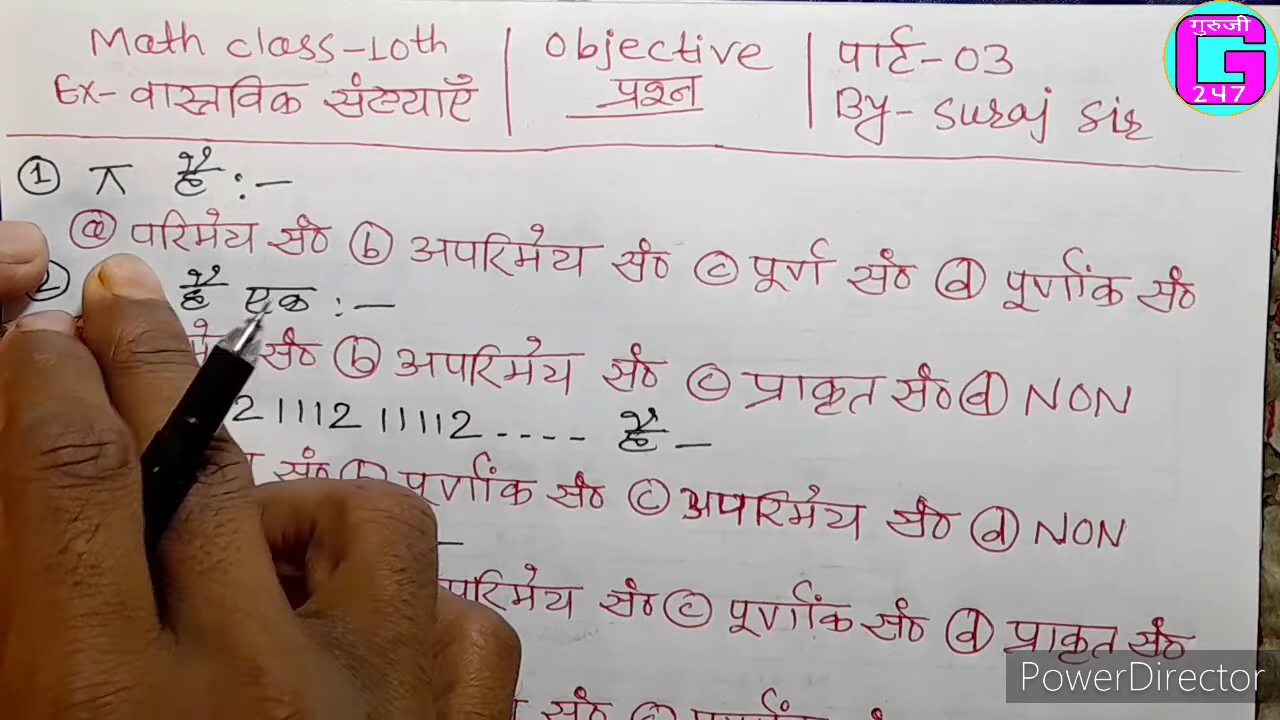 Math class-10th
Ex- वास्तविक संख्याएँ
Objective
प्रश्न
पार्ट-03
By- Suraj Sir
गुरुजी
G
247
① π है :-
ⓐ परिमेय सं० ⓑ अपरिमेय सं० ⓒ पूर्ण सं० ⓓ पूर्णांक सं०
② है एक :-
सं० ⓑ अपरिमेय सं० ⓒ प्राकृत सं० ⓓ NON
2 1112 11112 .... है -
सं० पूर्णांक सं० ⓒ अपरिमेय सं० ⓓ NON
सं० ⓒ पूर्णांक सं० ⓓ प्राकृत सं०
PowerDirector